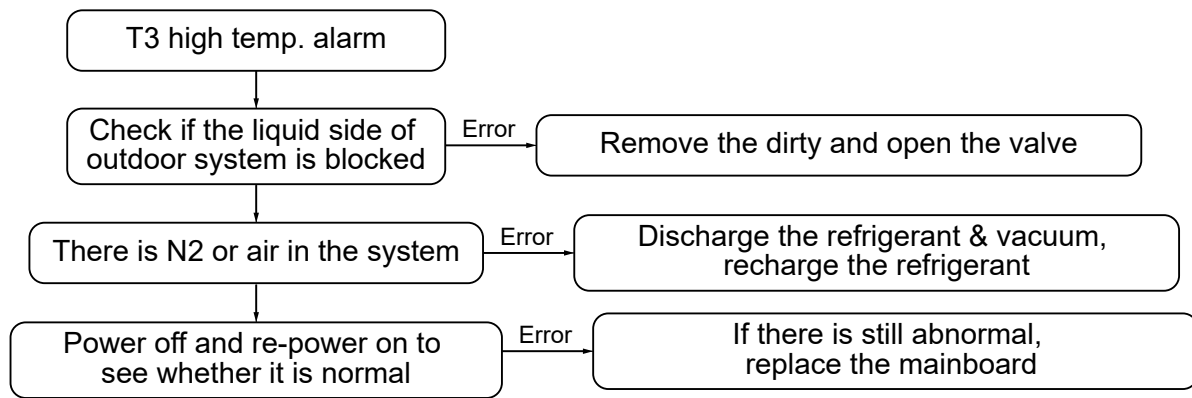 T3 high temp. alarm
Check if the liquid side of
outdoor system is blocked
Error
Remove the dirty and open the valve
There is N2 or air in the system
Error
Discharge the refrigerant & vacuum,
recharge the refrigerant
Power off and re-power on to
see whether it is normal
Error
If there is still abnormal,
replace the mainboard